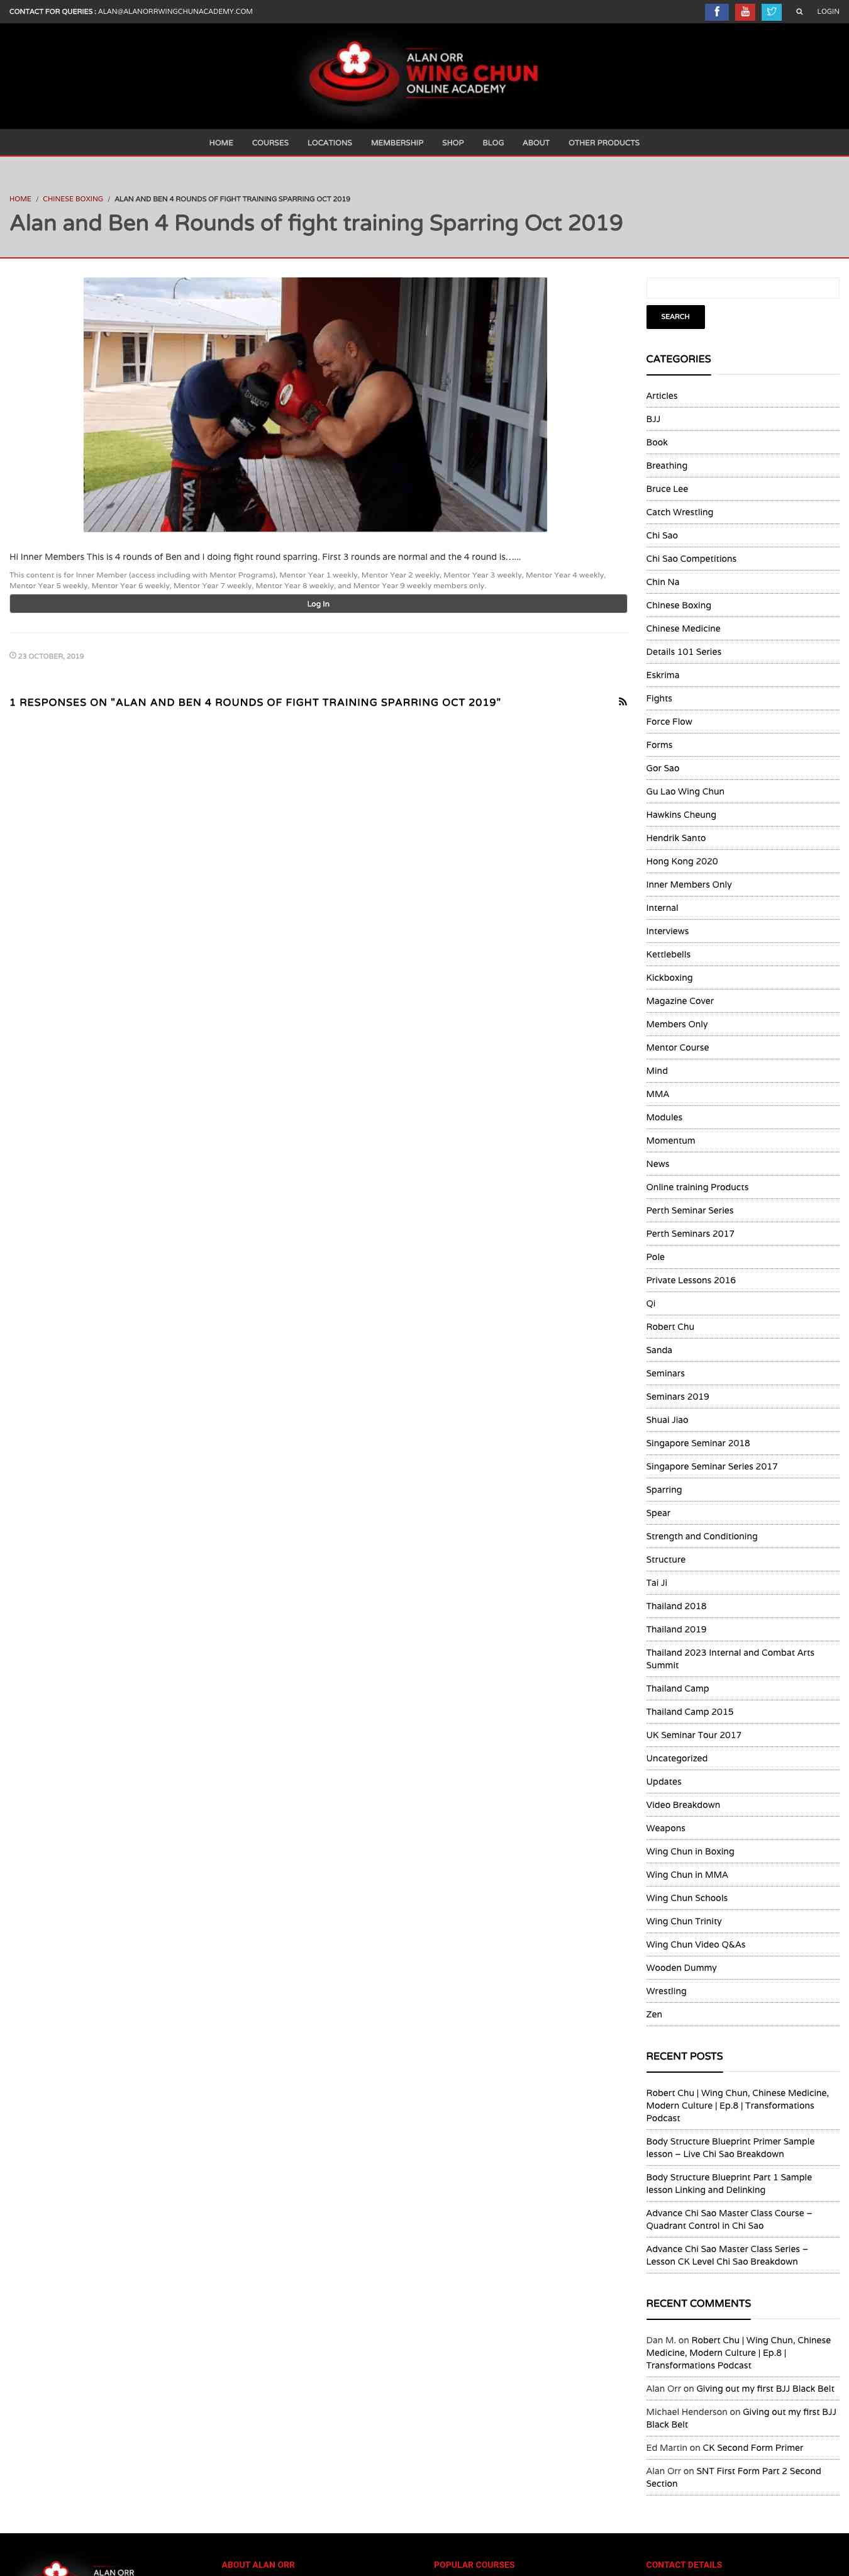 CONTACT FOR QUERIES : ALAN@ALANORRWINGCHUNACADEMY.COM
LOGIN
ALAN ORR
WING CHUN
ONLINE ACADEMY
HOME COURSES LOCATIONS MEMBERSHIP SHOP BLOG ABOUT OTHER PRODUCTS
HOME / CHINESE BOXING / ALAN AND BEN 4 ROUNDS OF FIGHT TRAINING SPARRING OCT 2019
Alan and Ben 4 Rounds of fight training Sparring Oct 2019
MMA
Hi Inner Members This is 4 rounds of Ben and I doing fight round sparring. First 3 rounds are normal and the 4 round is…...
This content is for Inner Member (access including with Mentor Programs), Mentor Year 1 weekly, Mentor Year 2 weekly, Mentor Year 3 weekly, Mentor Year 4 weekly,
Mentor Year 5 weekly, Mentor Year 6 weekly, Mentor Year 7 weekly, Mentor Year 8 weekly, and Mentor Year 9 weekly members only.
Log In
23 OCTOBER, 2019
1 RESPONSES ON "ALAN AND BEN 4 ROUNDS OF FIGHT TRAINING SPARRING OCT 2019"
SEARCH
CATEGORIES
Articles
BJJ
Book
Breathing
Bruce Lee
Catch Wrestling
Chi Sao
Chi Sao Competitions
Chin Na
Chinese Boxing
Chinese Medicine
Details 101 Series
Eskrima
Fights
Force Flow
Forms
Gor Sao
Gu Lao Wing Chun
Hawkins Cheung
Hendrik Santo
Hong Kong 2020
Inner Members Only
Internal
Interviews
Kettlebells
Kickboxing
Magazine Cover
Members Only
Mentor Course
Mind
MMA
Modules
Momentum
News
Online training Products
Perth Seminar Series
Perth Seminars 2017
Pole
Private Lessons 2016
Qi
Robert Chu
Sanda
Seminars
Seminars 2019
Shuai Jiao
Singapore Seminar 2018
Singapore Seminar Series 2017
Sparring
Spear
Strength and Conditioning
Structure
Tai Ji
Thailand 2018
Thailand 2019
Thailand 2023 Internal and Combat Arts
Summit
Thailand Camp
Thailand Camp 2015
UK Seminar Tour 2017
Uncategorized
Updates
Video Breakdown
Weapons
Wing Chun in Boxing
Wing Chun in MMA
Wing Chun Schools
Wing Chun Trinity
Wing Chun Video Q&As
Wooden Dummy
Wrestling
Zen
RECENT POSTS
Robert Chu | Wing Chun, Chinese Medicine,
Modern Culture | Ep.8 | Transformations
Podcast
Body Structure Blueprint Primer Sample
lesson – Live Chi Sao Breakdown
Body Structure Blueprint Part 1 Sample
lesson Linking and Delinking
Advance Chi Sao Master Class Course –
Quadrant Control in Chi Sao
Advance Chi Sao Master Class Series –
Lesson CK Level Chi Sao Breakdown
RECENT COMMENTS
Dan M. on Robert Chu | Wing Chun, Chinese
Medicine, Modern Culture | Ep.8 |
Transformations Podcast
Alan Orr on Giving out my first BJJ Black Belt
Michael Henderson on Giving out my first BJJ
Black Belt
Ed Martin on CK Second Form Primer
Alan Orr on SNT First Form Part 2 Second
Section
ALAN ORR
ABOUT ALAN ORR
POPULAR COURSES
CONTACT DETAILS